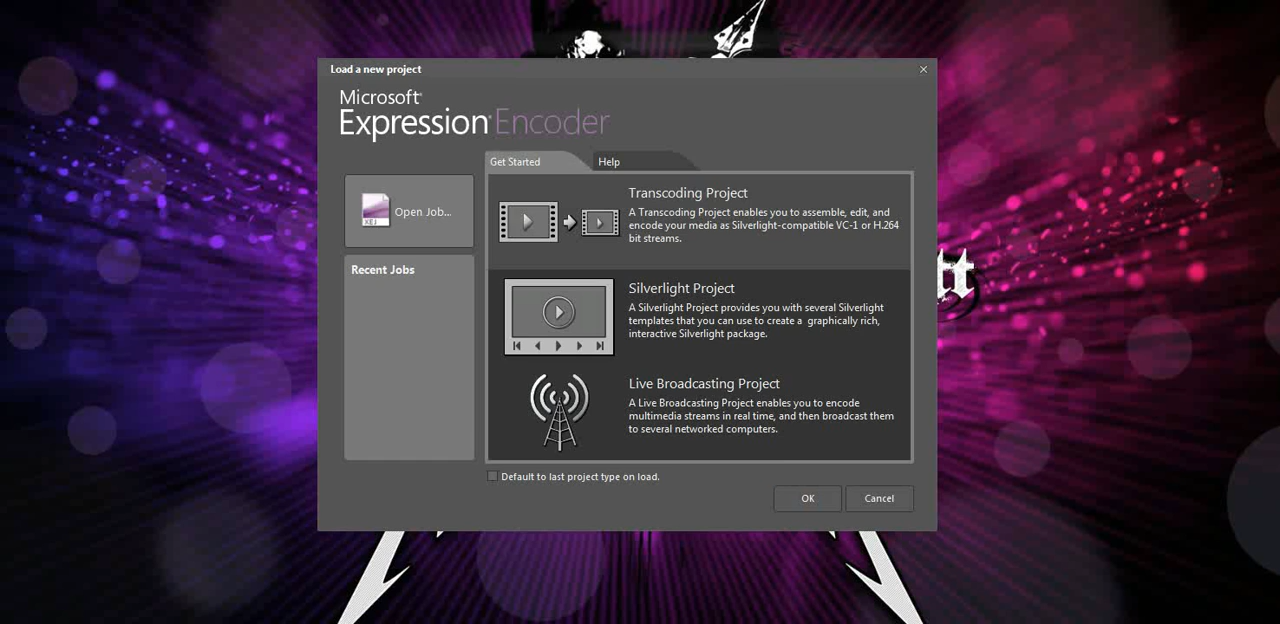 Load a new project
Microsoft®
Expression® Encoder
Get Started
Help
Open Job...
XEJ
Recent Jobs
Transcoding Project
A Transcoding Project enables you to assemble, edit, and
encode your media as Silverlight-compatible VC-1 or H.264
bit streams.
Silverlight Project
A Silverlight Project provides you with several Silverlight
templates that you can use to create a graphically rich,
interactive Silverlight package.
Live Broadcasting Project
A Live Broadcasting Project enables you to encode
multimedia streams in real time, and then broadcast them
to several networked computers.
Default to last project type on load.
OK
Cancel
tt